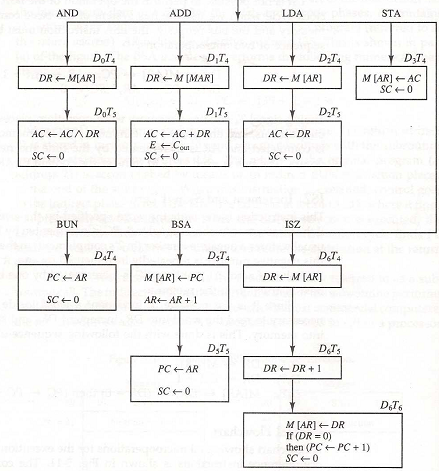 AND ADD LDA STA
D₀T₄ D₁T₄ D₂T₄ D₃T₄
DR ← M[AR] DR ← M [MAR] DR ← M [AR] M [AR] ← AC
SC ← 0
D₀T₅ D₁T₅ D₂T₅
AC ← AC ∧ DR AC ← AC + DR AC ← DR
E ← Cout
SC ← 0 SC ← 0 SC ← 0
BUN BSA ISZ
D₄T₄ D₅T₄ D₆T₄
PC ← AR M [AR] ← PC DR ← M [AR]
SC ← 0 AR ← AR + 1
D₅T₅ D₆T₅
PC ← AR DR ← DR + 1
SC ← 0
D₆T₆
M [AR] ← DR
If (DR = 0)
then (PC ← PC + 1)
SC ← 0